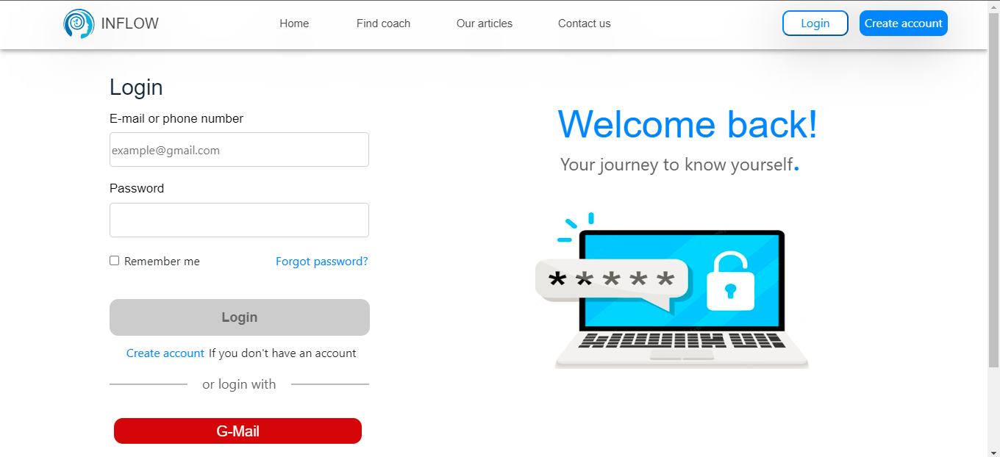 INFLOW Home Find coach Our articles Contact us Login Create account
Login
E-mail or phone number
example@gmail.com
Password
Remember me Forgot password?
Login
Create account If you don't have an account
or login with
G-Mail
Welcome back!
Your journey to know yourself.
* * * * *